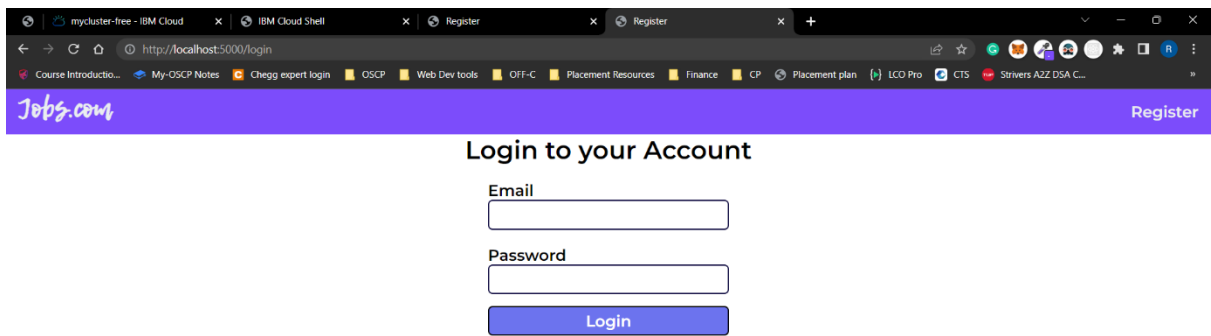 mycluster-free - IBM Cloud IBM Cloud Shell Register Register
http://localhost:5000/login
Course Introductio... My-OSCP Notes Chegg expert login OSCP Web Dev tools OFF-C Placement Resources Finance CP Placement plan LCO Pro CTS Strivers A2Z DSA C...
Jobs.com Register
Login to your Account
Email
Password
Login